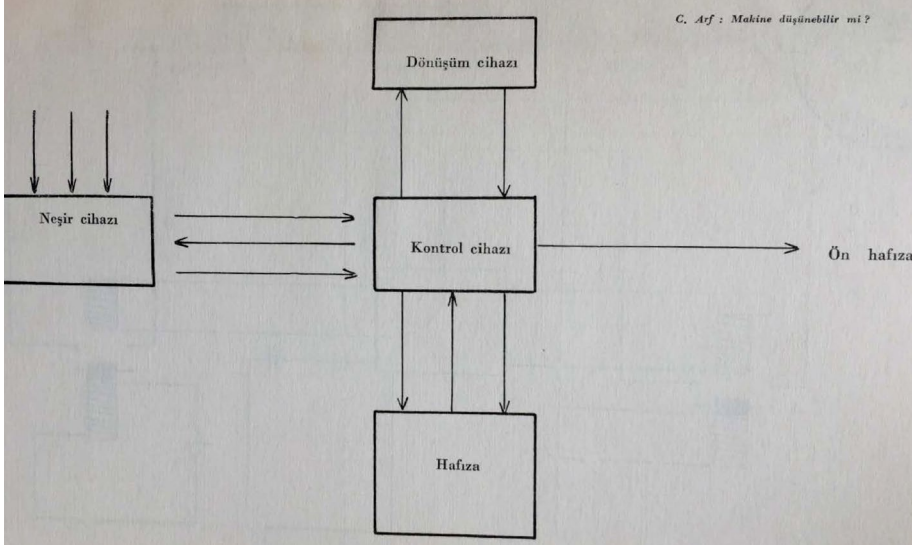 C. Arf : Makine düşünebilir mi ?
Dönüşüm cihazı
Neşir cihazı
Kontrol cihazı
Ön hafıza
Hafıza